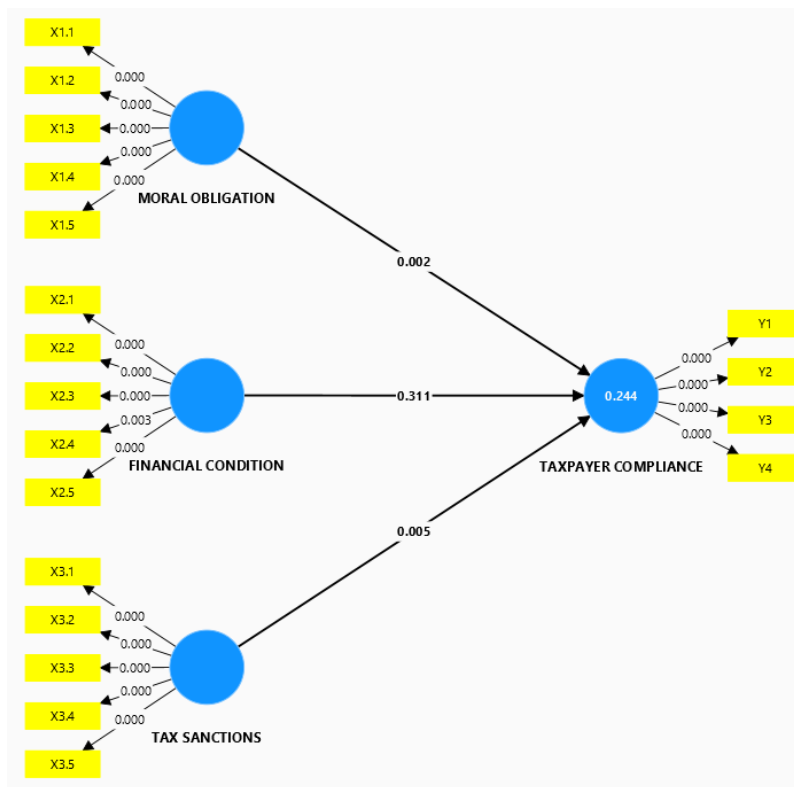 X1.1
0.000
X1.2
0.000
X1.3
0.000
X1.4
0.000
X1.5
0.000
MORAL OBLIGATION
0.002
X2.1
0.000
X2.2
0.000
X2.3
0.000
X2.4
0.003
X2.5
0.000
FINANCIAL CONDITION
0.311
X3.1
0.000
X3.2
0.000
X3.3
0.000
X3.4
0.000
X3.5
0.000
TAX SANCTIONS
0.005
0.244
TAXPAYER COMPLIANCE
0.000
Y1
0.000
Y2
0.000
Y3
0.000
Y4